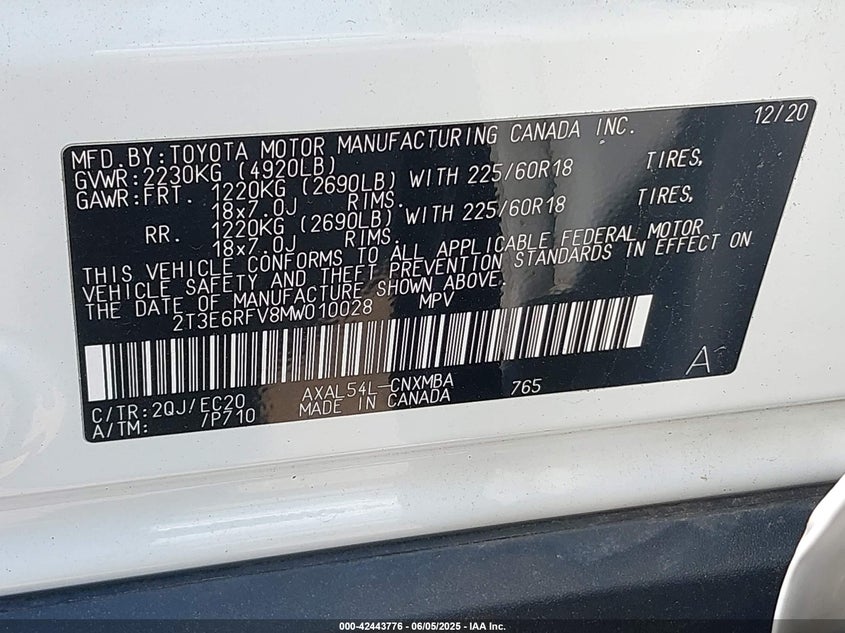 12/20
MFD.BY:TOYOTA MOTOR MANUFACTURING CANADA INC.
GVWR:2230KG (4920LB)
GAWR:FRT. 1220KG (2690LB) WITH 225/60R18 TIRES,
18x7.0J RIMS.
RR. 1220KG (2690LB) WITH 225/60R18 TIRES,
18x7.0J RIMS.
THIS VEHICLE CONFORMS TO ALL APPLICABLE FEDERAL MOTOR
VEHICLE SAFETY AND THEFT PREVENTION STANDARDS IN EFFECT ON
THE DATE OF MANUFACTURE SHOWN ABOVE.
2T3E6RFV8MW010028 MPV
AXAL54L-CNXMBA 765
C/TR:2QJ/EC20 MADE IN CANADA
A/TM: /P710
A
000-42443776 - 06/05/2025 - IAA Inc.